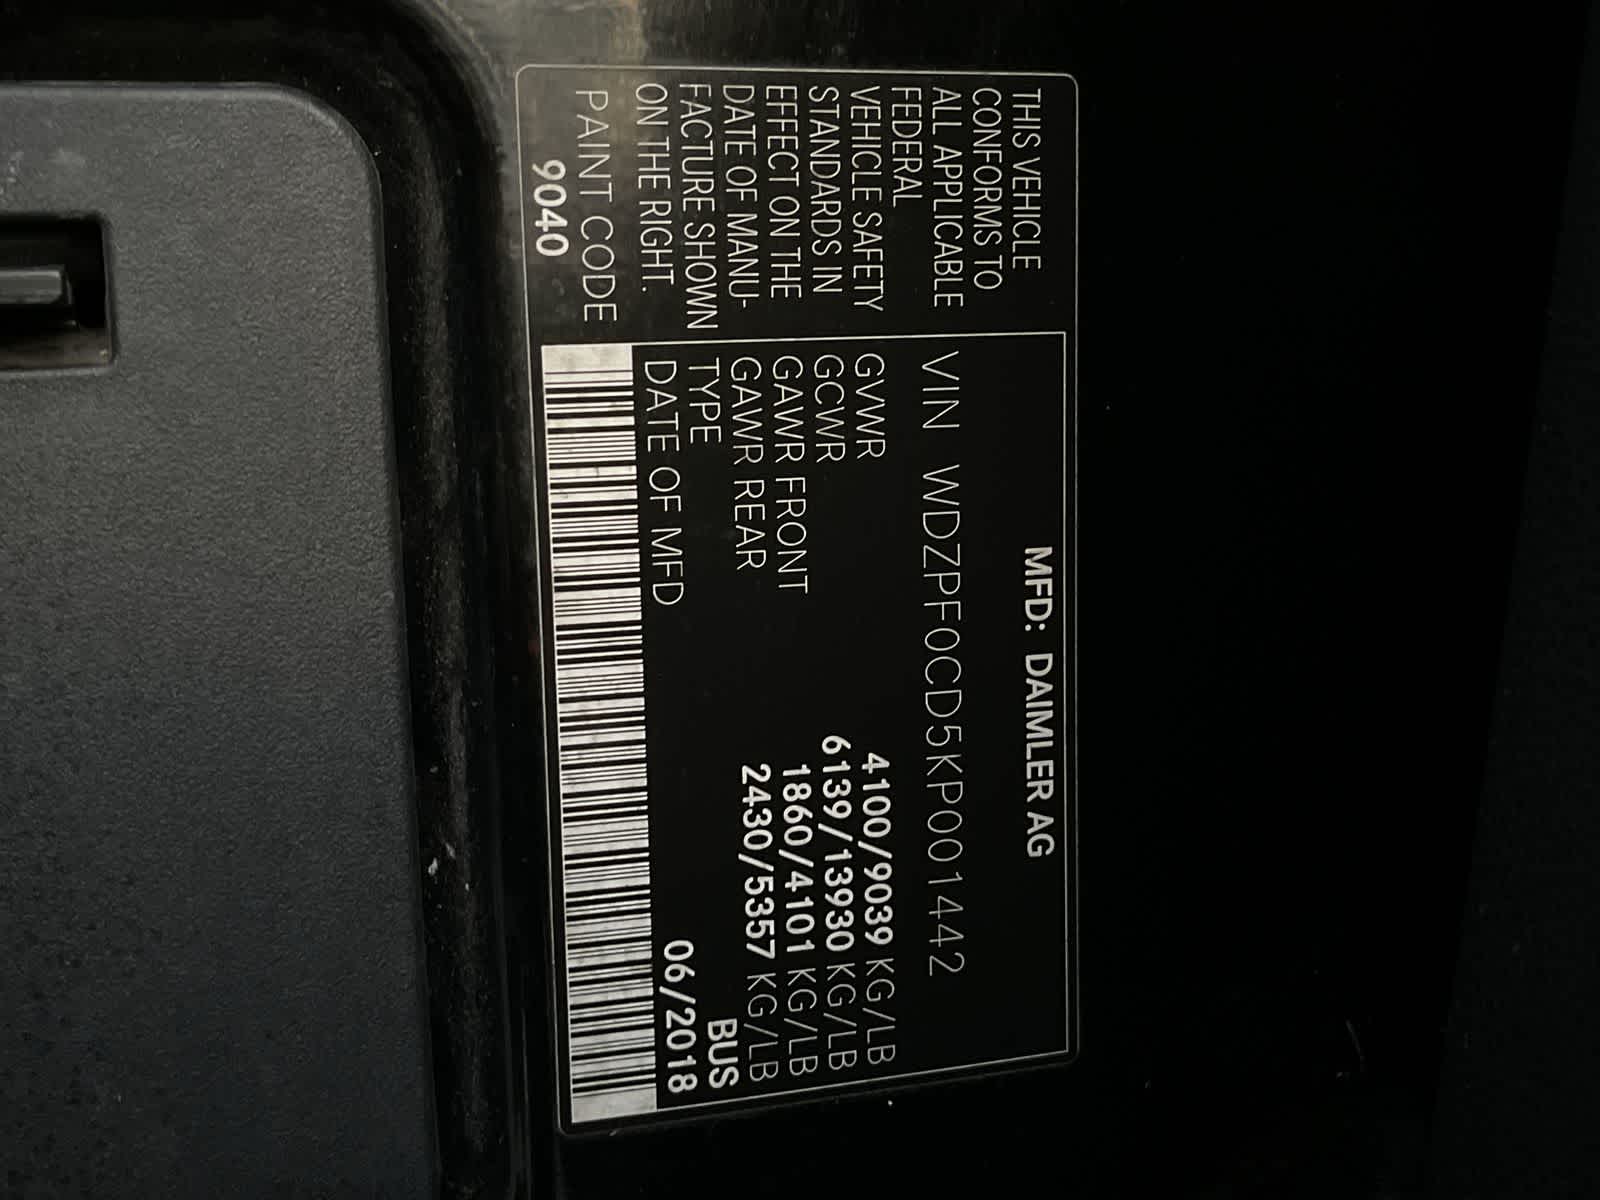 THIS VEHICLE
CONFORMS TO
ALL APPLICABLE
FEDERAL
VEHICLE SAFETY
STANDARDS IN
EFFECT ON THE
DATE OF MANU-
FACTURE SHOWN
ON THE RIGHT.
PAINT CODE
9040
MFD: DAIMLER AG
VIN WDZPF0CD5KP001442
GVWR 4100/9039 KG/LB
GCWR 6139/13930 KG/LB
GAWR FRONT 1860/4101 KG/LB
GAWR REAR 2430/5357 KG/LB
TYPE BUS
DATE OF MFD 06/2018